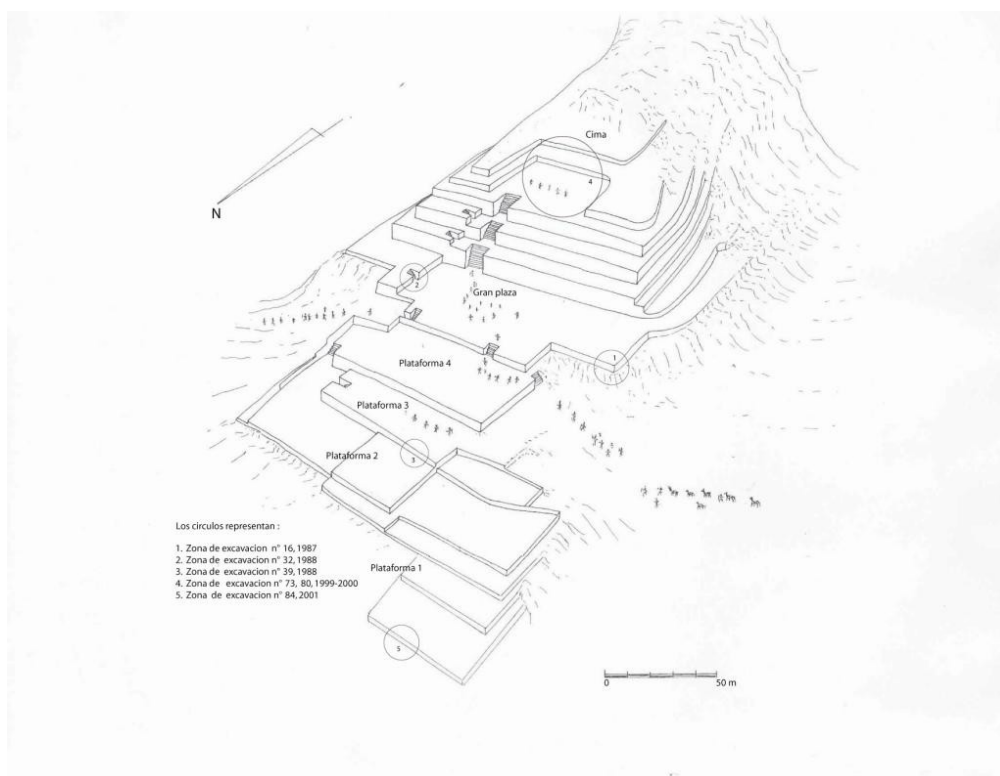 Cima
4
N
2
Gran plaza
1
Plataforma 4
Plataforma 3
Plataforma 2
3
Los circulos representan :
1. Zona de excavacion n° 16, 1987
2. Zona de excavacion n° 32, 1988
3. Zona de excavacion n° 39, 1988
4. Zona de excavacion n° 73, 80, 1999-2000
5. Zona de excavacion n° 84, 2001
Plataforma 1
5
0 50 m